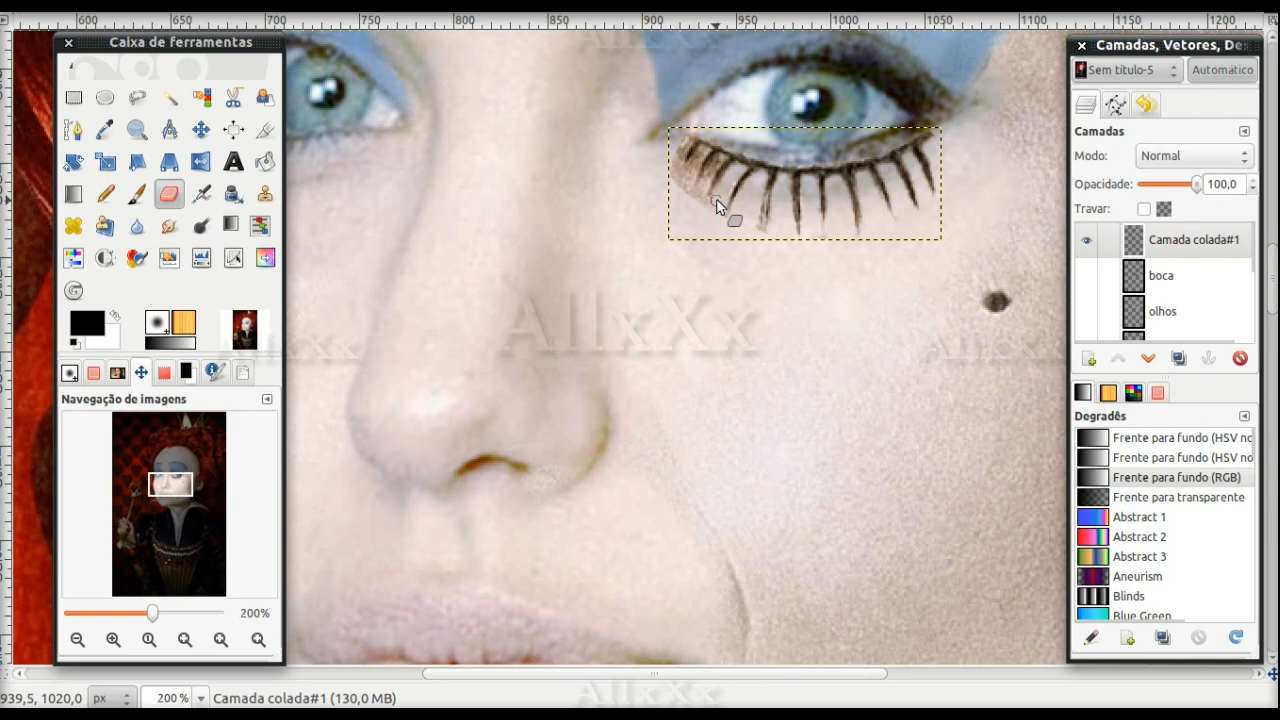 600 650 700 750 800 850 900 950 1000 1050 1100 1150 1200
Caixa de ferramentas
Camadas, Vetores, De
Sem título-5
Automático
Camadas
Modo: Normal
Opacidade: 100,0
Travar:
Camada colada#1
boca
olhos
AllxXx
Navegação de imagens
Degradês
Frente para fundo (HSV no
Frente para fundo (HSV no
Frente para fundo (RGB)
Frente para transparente
Abstract 1
Abstract 2
Abstract 3
Aneurism
Blinds
Blue Green
200%
939,5, 1020,0 px 200 % Camada colada#1 (130,0 MB)
AllxXx